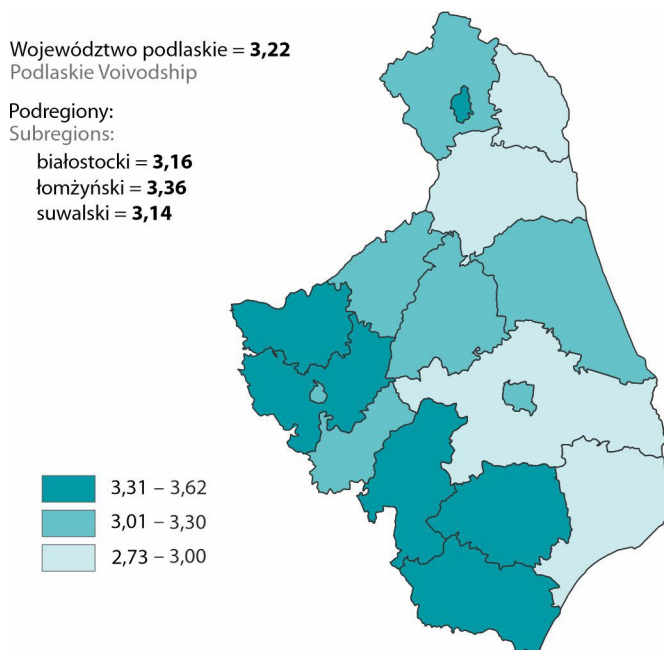 Województwo podlaskie = 3,22
Podlaskie Voivodship
Podregiony:
Subregions:
białostocki = 3,16
łomżyński = 3,36
suwalski = 3,14
3,31 – 3,62
3,01 – 3,30
2,73 – 3,00